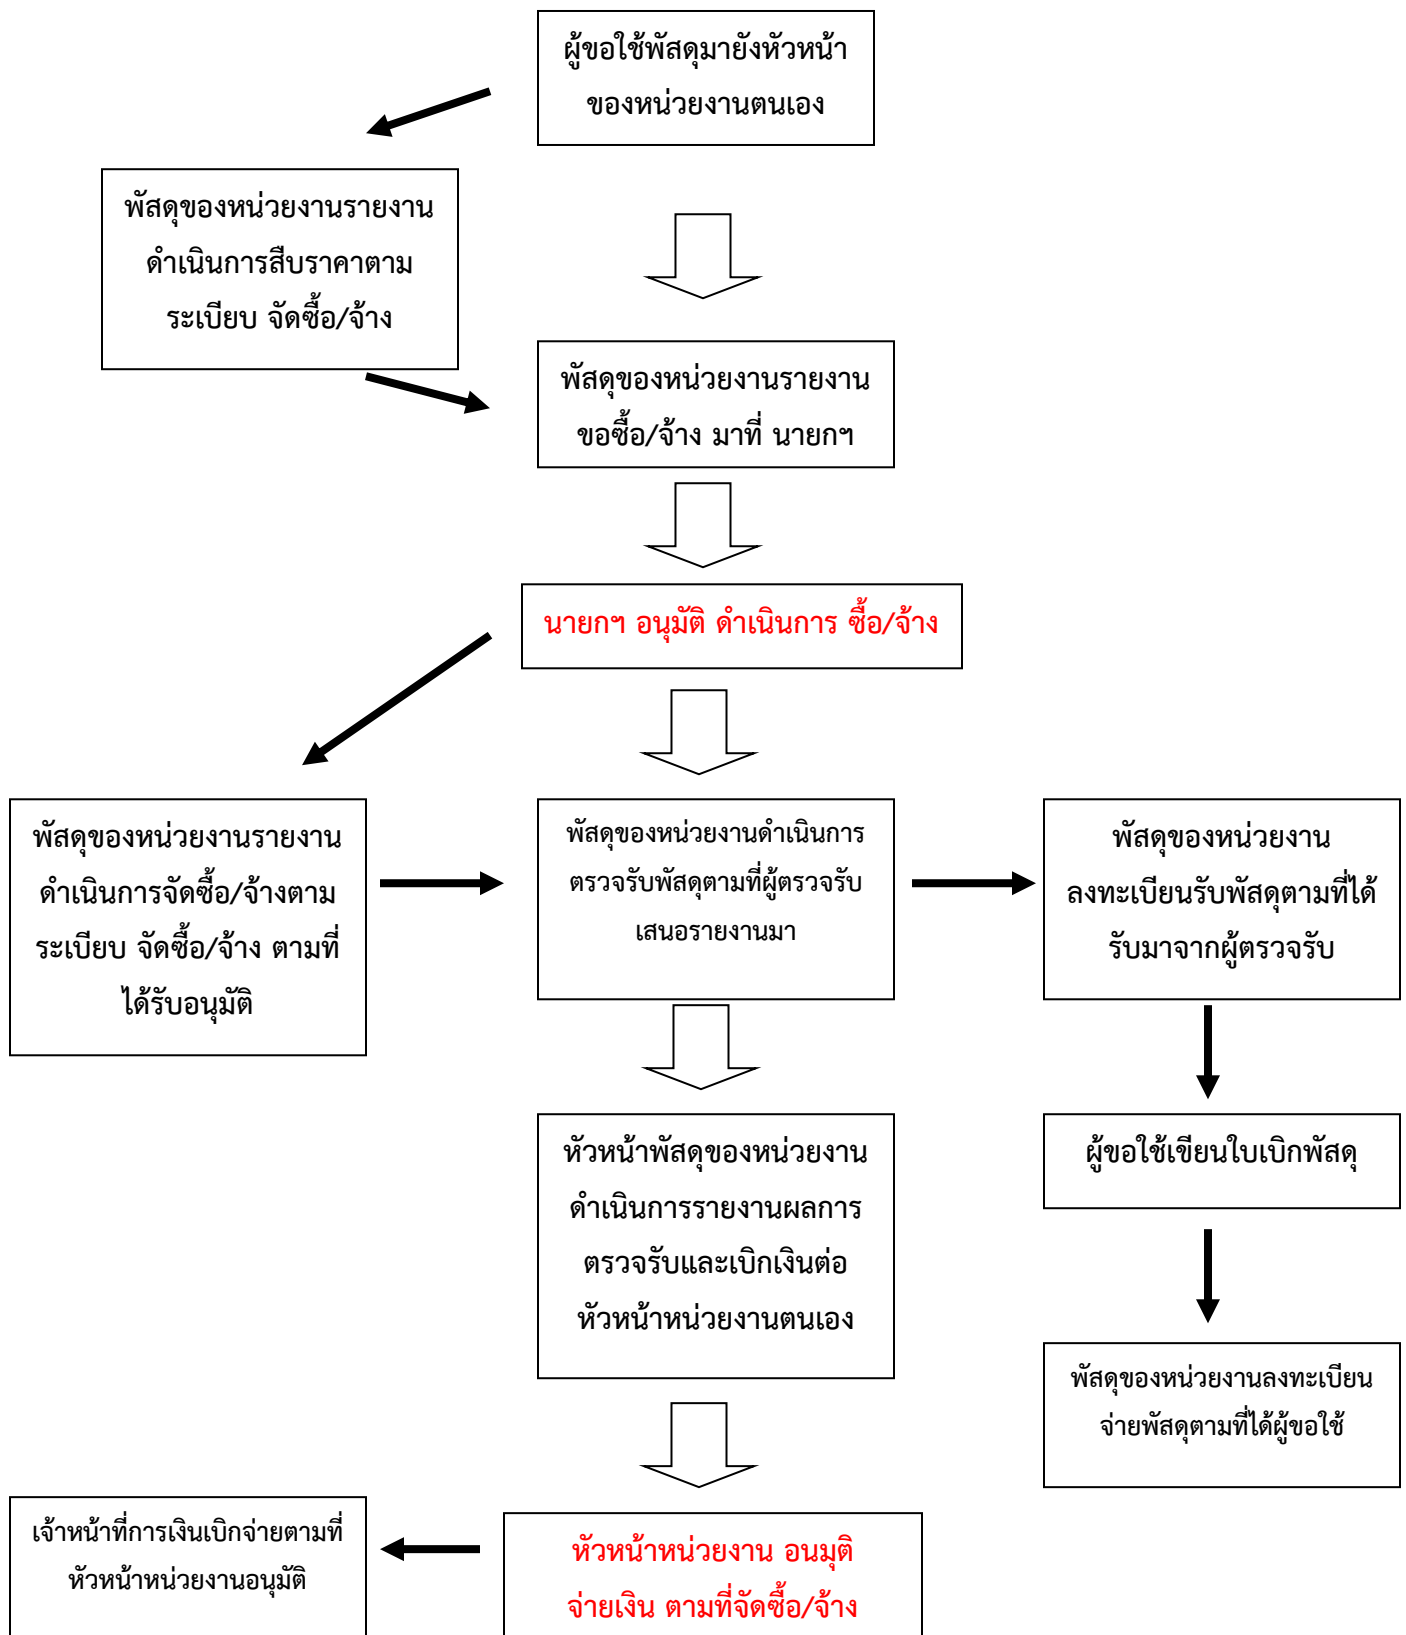 ผู้ขอใช้พัสดุมายังหัวหน้า
ของหน่วยงานตนเอง
พัสดุของหน่วยงานรายงาน
ดำเนินการสืบราคาตาม
ระเบียบ จัดซื้อ/จ้าง
พัสดุของหน่วยงานรายงาน
ขอซื้อ/จ้าง มาที่ นายกฯ
นายกฯ อนุมัติ ดำเนินการ ซื้อ/จ้าง
พัสดุของหน่วยงานรายงาน
ดำเนินการจัดซื้อ/จ้างตาม
ระเบียบ จัดซื้อ/จ้าง ตามที่
ได้รับอนุมัติ
พัสดุของหน่วยงานดำเนินการ
ตรวจรับพัสดุตามที่ผู้ตรวจรับ
เสนอรายงานมา
พัสดุของหน่วยงาน
ลงทะเบียนรับพัสดุตามที่ได้
รับมาจากผู้ตรวจรับ
หัวหน้าพัสดุของหน่วยงาน
ดำเนินการรายงานผลการ
ตรวจรับและเบิกเงินต่อ
หัวหน้าหน่วยงานตนเอง
ผู้ขอใช้เขียนใบเบิกพัสดุ
พัสดุของหน่วยงานลงทะเบียน
จ่ายพัสดุตามที่ได้ผู้ขอใช้
เจ้าหน้าที่การเงินเบิกจ่ายตามที่
หัวหน้าหน่วยงานอนุมัติ
หัวหน้าหน่วยงาน อนมุติ
จ่ายเงิน ตามที่จัดซื้อ/จ้าง